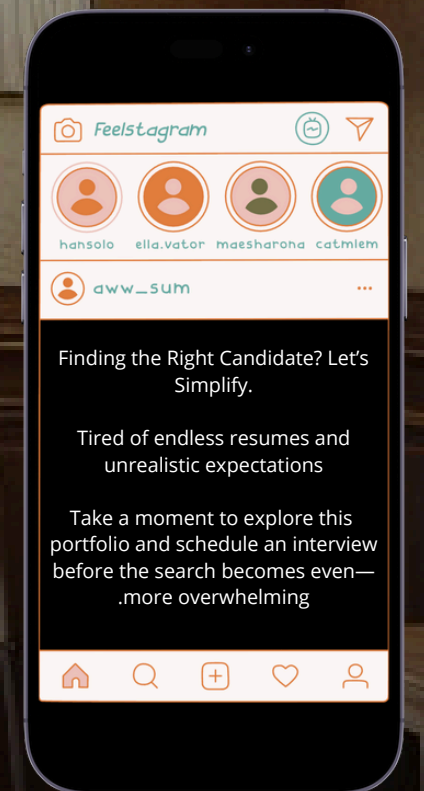 Feelstagram
hansolo
ella.vator
maesharona
catmlem
aww_sum
Finding the Right Candidate? Let’s
Simplify.
Tired of endless resumes and
unrealistic expectations
Take a moment to explore this
portfolio and schedule an interview
before the search becomes even—
.more overwhelming